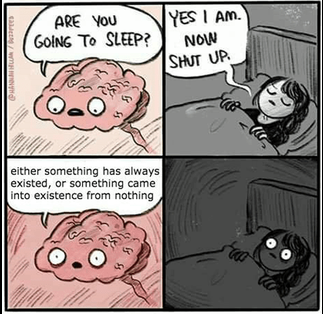 ARE YOU
GOING TO SLEEP?
YES I AM.
NOW
SHUT UP.
either something has always
existed, or something came
into existence from nothing